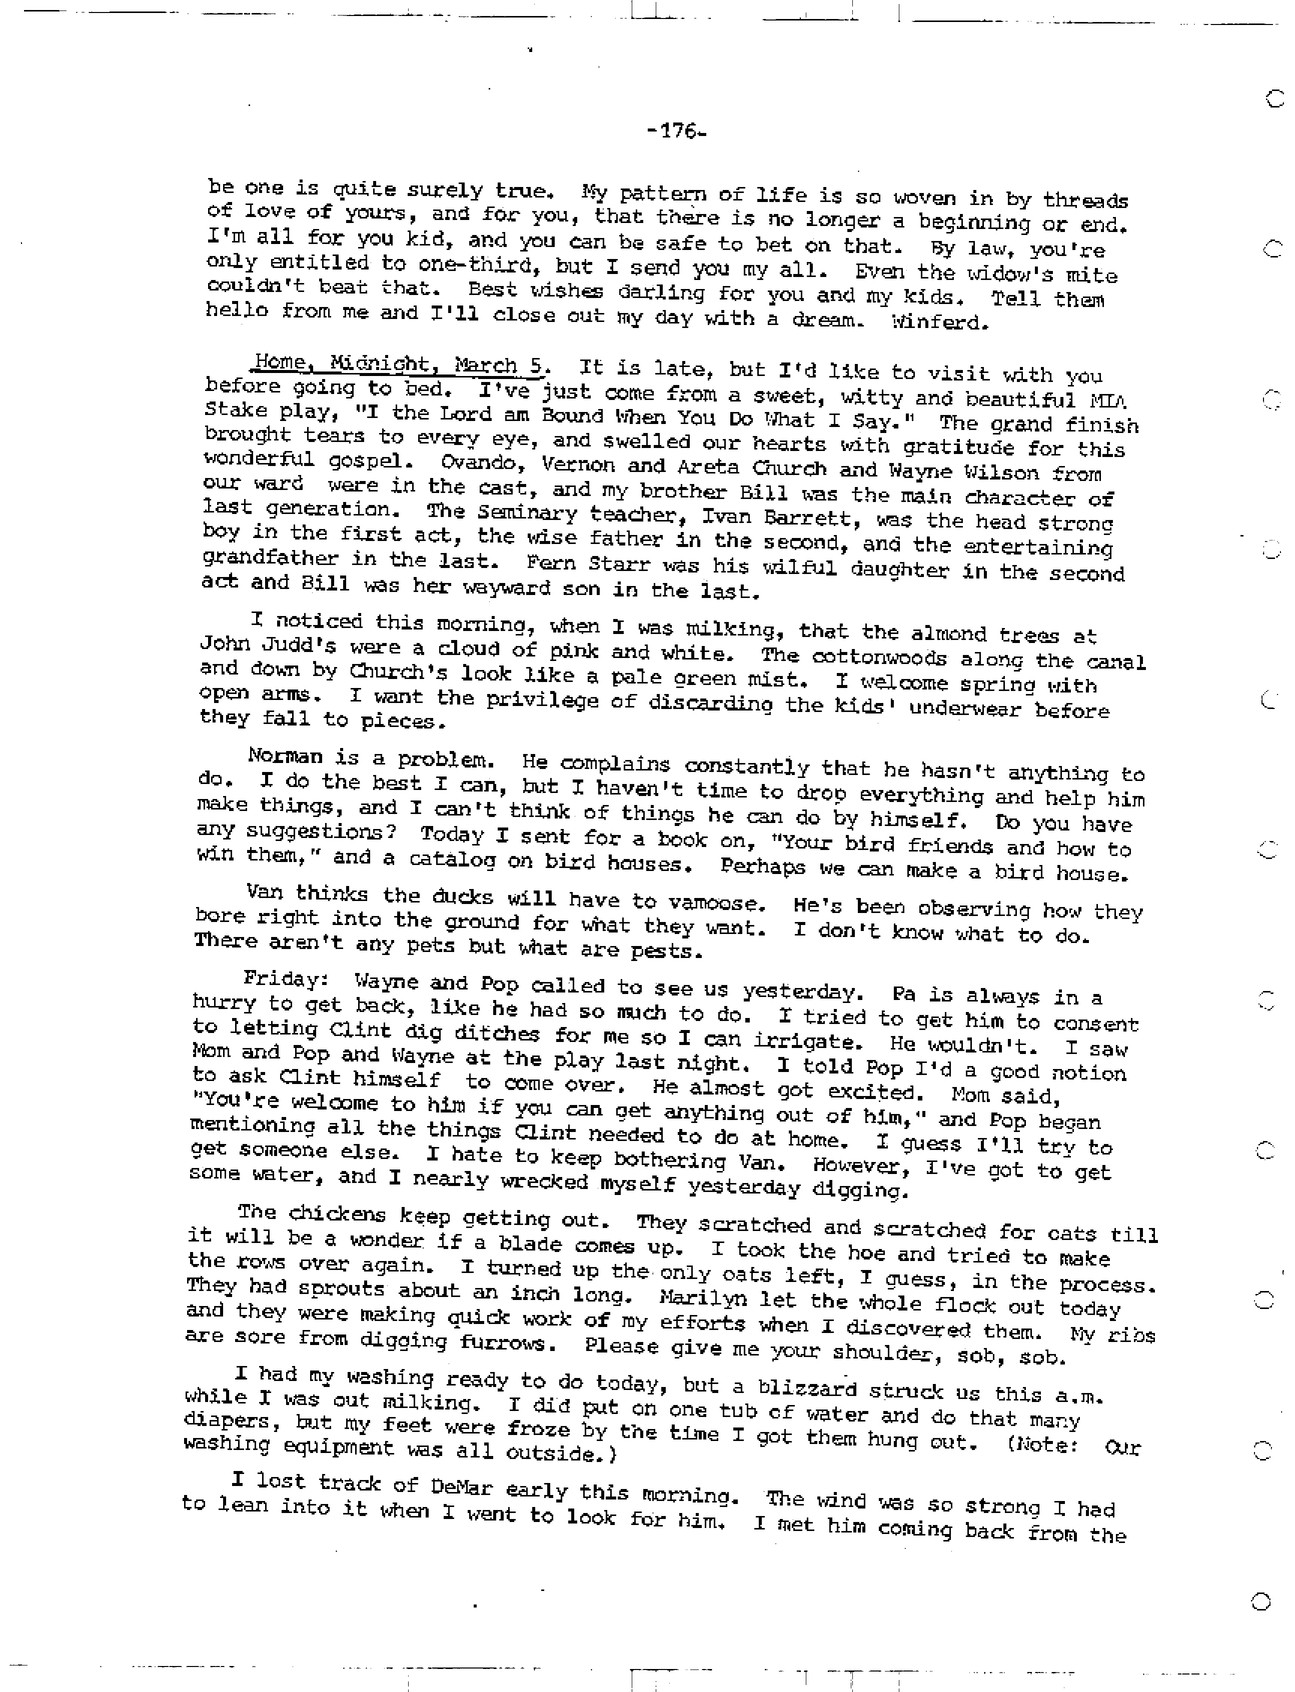 -176-
be one is quite surely true. My pattern of life is so woven in by threads
of love of yours, and for you, that there is no longer a beginning or end.
I'm all for you kid, and you can be safe to bet on that. By law, you're
only entitled to one-third, but I send you my all. Even the widow's mite
couldn't beat that. Best wishes darling for you and my kids. Tell them
hello from me and I'll close out my day with a dream. Winferd.
Home, Midnight, March 5. It is late, but I'd like to visit with you
before going to bed. I've just come from a sweet, witty and beautiful MIA
Stake play, "I the Lord am Bound When You Do What I Say." The grand finish
brought tears to every eye, and swelled our hearts with gratitude for this
wonderful gospel. Ovando, Vernon and Areta Church and Wayne Wilson from
our ward were in the cast, and my brother Bill was the main character of
last generation. The Seminary teacher, Ivan Barrett, was the head strong
boy in the first act, the wise father in the second, and the entertaining
grandfather in the last. Fern Starr was his wilful daughter in the second
act and Bill was her wayward son in the last.
I noticed this morning, when I was milking, that the almond trees at
John Judd's were a cloud of pink and white. The cottonwoods along the canal
and down by Church's look like a pale green mist. I welcome spring with
open arms. I want the privilege of discarding the kids' underwear before
they fall to pieces.
Norman is a problem. He complains constantly that he hasn't anything to
do. I do the best I can, but I haven't time to drop everything and help him
make things, and I can't think of things he can do by himself. Do you have
any suggestions? Today I sent for a book on, "Your bird friends and how to
win them," and a catalog on bird houses. Perhaps we can make a bird house.
Van thinks the ducks will have to vamoose. He's been observing how they
bore right into the ground for what they want. I don't know what to do.
There aren't any pets but what are pests.
Friday: Wayne and Pop called to see us yesterday. Pa is always in a
hurry to get back, like he had so much to do. I tried to get him to consent
to letting Clint dig ditches for me so I can irrigate. He wouldn't. I saw
Mom and Pop and Wayne at the play last night. I told Pop I'd a good notion
to ask Clint himself to come over. He almost got excited. Mom said,
"You're welcome to him if you can get anything out of him," and Pop began
mentioning all the things Clint needed to do at home. I guess I'll try to
get someone else. I hate to keep bothering Van. However, I've got to get
some water, and I nearly wrecked myself yesterday digging.
The chickens keep getting out. They scratched and scratched for oats till
it will be a wonder if a blade comes up. I took the hoe and tried to make
the rows over again. I turned up the only oats left, I guess, in the process.
They had sprouts about an inch long. Marilyn let the whole flock out today
and they were making quick work of my efforts when I discovered them. My ribs
are sore from digging furrows. Please give me your shoulder, sob, sob.
I had my washing ready to do today, but a blizzard struck us this a.m.
while I was out milking. I did put on one tub of water and do that many
diapers, but my feet were froze by the time I got them hung out. (Note: Our
washing equipment was all outside.)
I lost track of DeMar early this morning. The wind was so strong I had
to lean into it when I went to look for him. I met him coming back from the